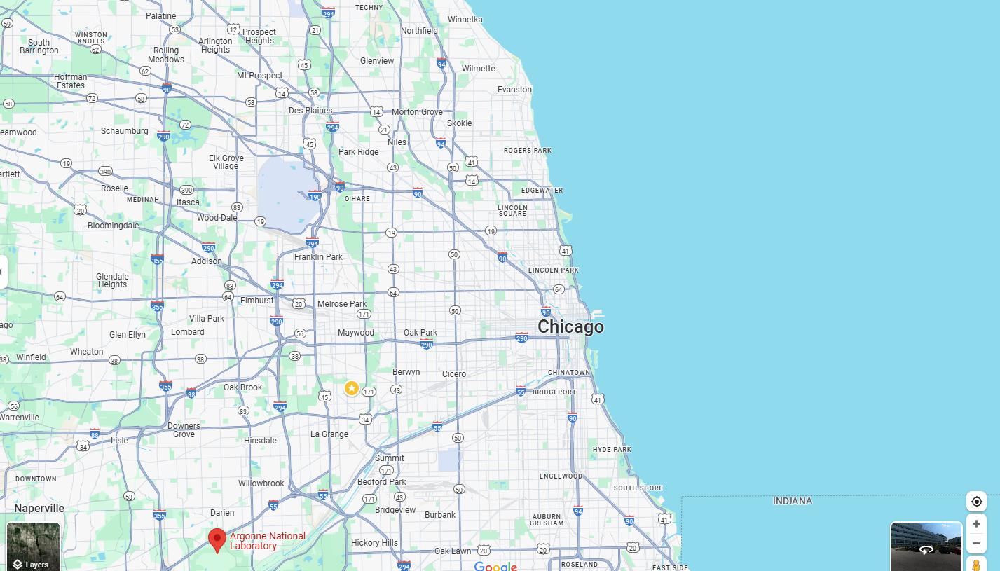 TECHNY
294
Palatine
Winnetka
59
53
12
21
Northfield
Prospect
Heights
WINSTON
KNOLLS
Arlington
Heights
South
Barrington
62
Rolling
Meadows
45
Glenview
94
Wilmette
62
Hoffman
Estates
Mt Prospect
90
14
58
Evanston
72
58
58
58
Des Plaines
14
Morton Grove
72
294
21
Skokie
eamwood
Schaumburg
290
45
Niles
94
Park Ridge
ROGERS PARK
19
390
Elk Grove
Village
43
50
41
artlett
14
Roselle
390
190
90
90
EDGEWATER
MEDINAH
Itasca
O'HARE
20
83
LINCOLN
SQUARE
Wood Dale
19
Bloomingdale
19
19
294
290
41
355
Addison
Franklin Park
50
90
43
LINCOLN PARK
Glendale
Heights
83
294
64
64
64
43
64
Elmhurst
20
Melrose Park
355
50
90
171
Villa Park
290
Chicago
ago
Glen Ellyn
Lombard
56
Maywood
Oak Park
290
290
Wheaton
38
Winfield
38
38
38
Berwyn
Cicero
CHINATOWN
355
88
Oak Brook
171
43
55
BRIDGEPORT
45
41
56
83
294
Warrenville
90
34
Downers
Grove
55
88
34
Lisle
Hinsdale
La Grange
50
HYDE PARK
Summit
171
DOWNTOWN
Willowbrook
Bedford Park
ENGLEWOOD
SOUTH SHORE
50
53
55
171
43
Naperville
55
INDIANA
355
Darien
Bridgeview
Burbank
94
AUBURN
GRESHAM
90
41
Argonne National
Laboratory
Hickory Hills
Oak Lawn
20
20
20
Layers
294
Google
ROSELAND
EAST SIDE